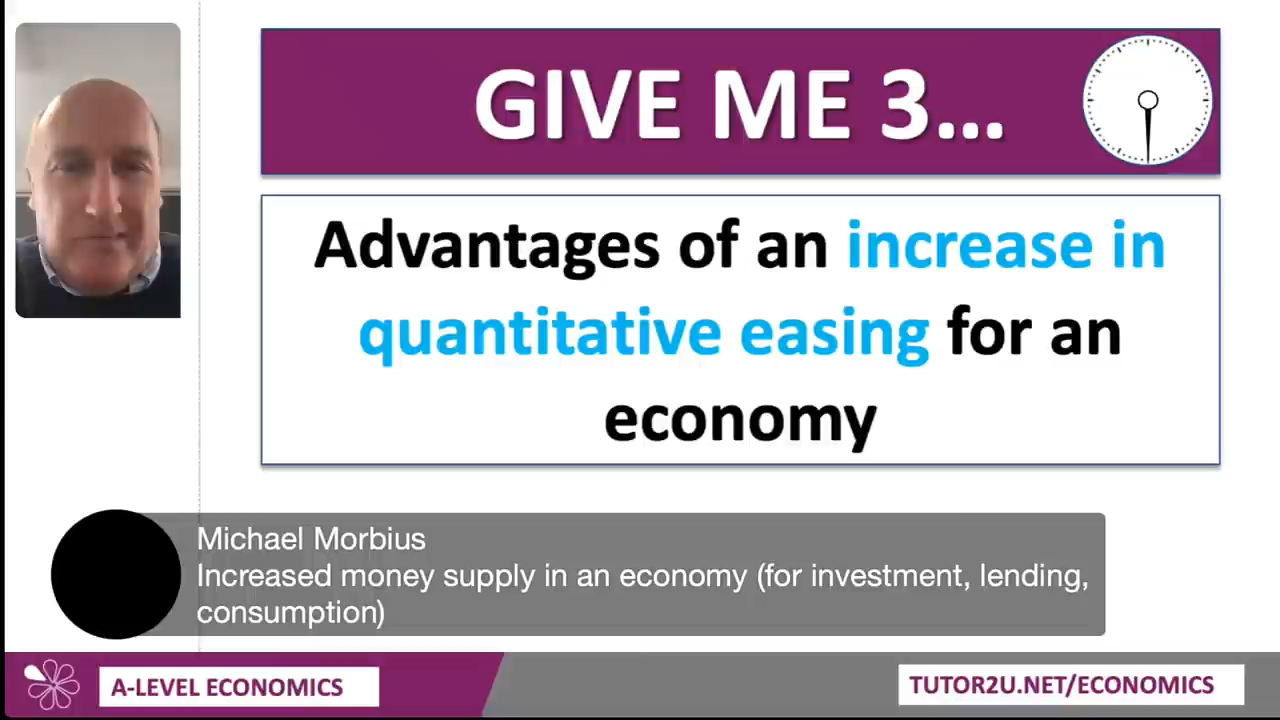 GIVE ME 3...
Advantages of an increase in
quantitative easing for an
economy
Michael Morbius
Increased money supply in an economy (for investment, lending,
consumption)
A-LEVEL ECONOMICS
TUTOR2U.NET/ECONOMICS